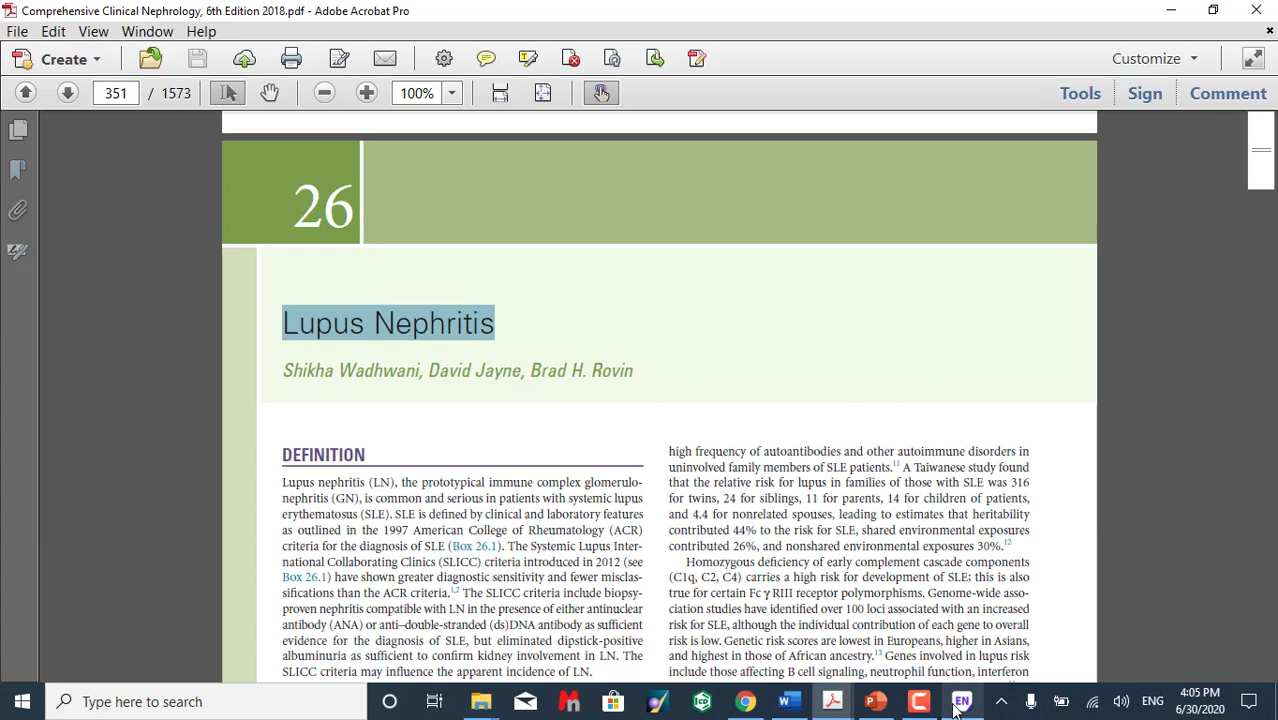 Comprehensive Clinical Nephrology, 6th Edition 2018.pdf - Adobe Acrobat Pro
File Edit View Window Help
Create
Customize
351 / 1573
100%
Tools Sign Comment
26
Lupus Nephritis
Shikha Wadhwani, David Jayne, Brad H. Rovin
DEFINITION
Lupus nephritis (LN), the prototypical immune complex glomerulo-
nephritis (GN), is common and serious in patients with systemic lupus
erythematosus (SLE). SLE is defined by clinical and laboratory features
as outlined in the 1997 American College of Rheumatology (ACR)
criteria for the diagnosis of SLE (Box 26.1). The Systemic Lupus Inter-
national Collaborating Clinics (SLICC) criteria introduced in 2012 (see
Box 26.1) have shown greater diagnostic sensitivity and fewer misclas-
sifications than the ACR criteria.1,2 The SLICC criteria include biopsy-
proven nephritis compatible with LN in the presence of either antinuclear
antibody (ANA) or anti–double-stranded (ds)DNA antibody as sufficient
evidence for the diagnosis of SLE, but eliminated dipstick-positive
albuminuria as sufficient to confirm kidney involvement in LN. The
SLICC criteria may influence the apparent incidence of LN.
high frequency of autoantibodies and other autoimmune disorders in
uninvolved family members of SLE patients.11 A Taiwanese study found
that the relative risk for lupus in families of those with SLE was 316
for twins, 24 for siblings, 11 for parents, 14 for children of patients,
and 4.4 for nonrelated spouses, leading to estimates that heritability
contributed 44% to the risk for SLE, shared environmental exposures
contributed 26%, and nonshared environmental exposures 30%.12
Homozygous deficiency of early complement cascade components
(C1q, C2, C4) carries a high risk for development of SLE; this is also
true for certain Fc γ RIII receptor polymorphisms. Genome-wide asso-
ciation studies have identified over 100 loci associated with an increased
risk for SLE, although the individual contribution of each gene to overall
risk is low. Genetic risk scores are lowest in Europeans, higher in Asians,
and highest in those of African ancestry.13 Genes involved in lupus risk
include those affecting B cell signaling, neutrophil function, interferon
Type here to search
EN
ENG
4:05 PM
6/30/2020